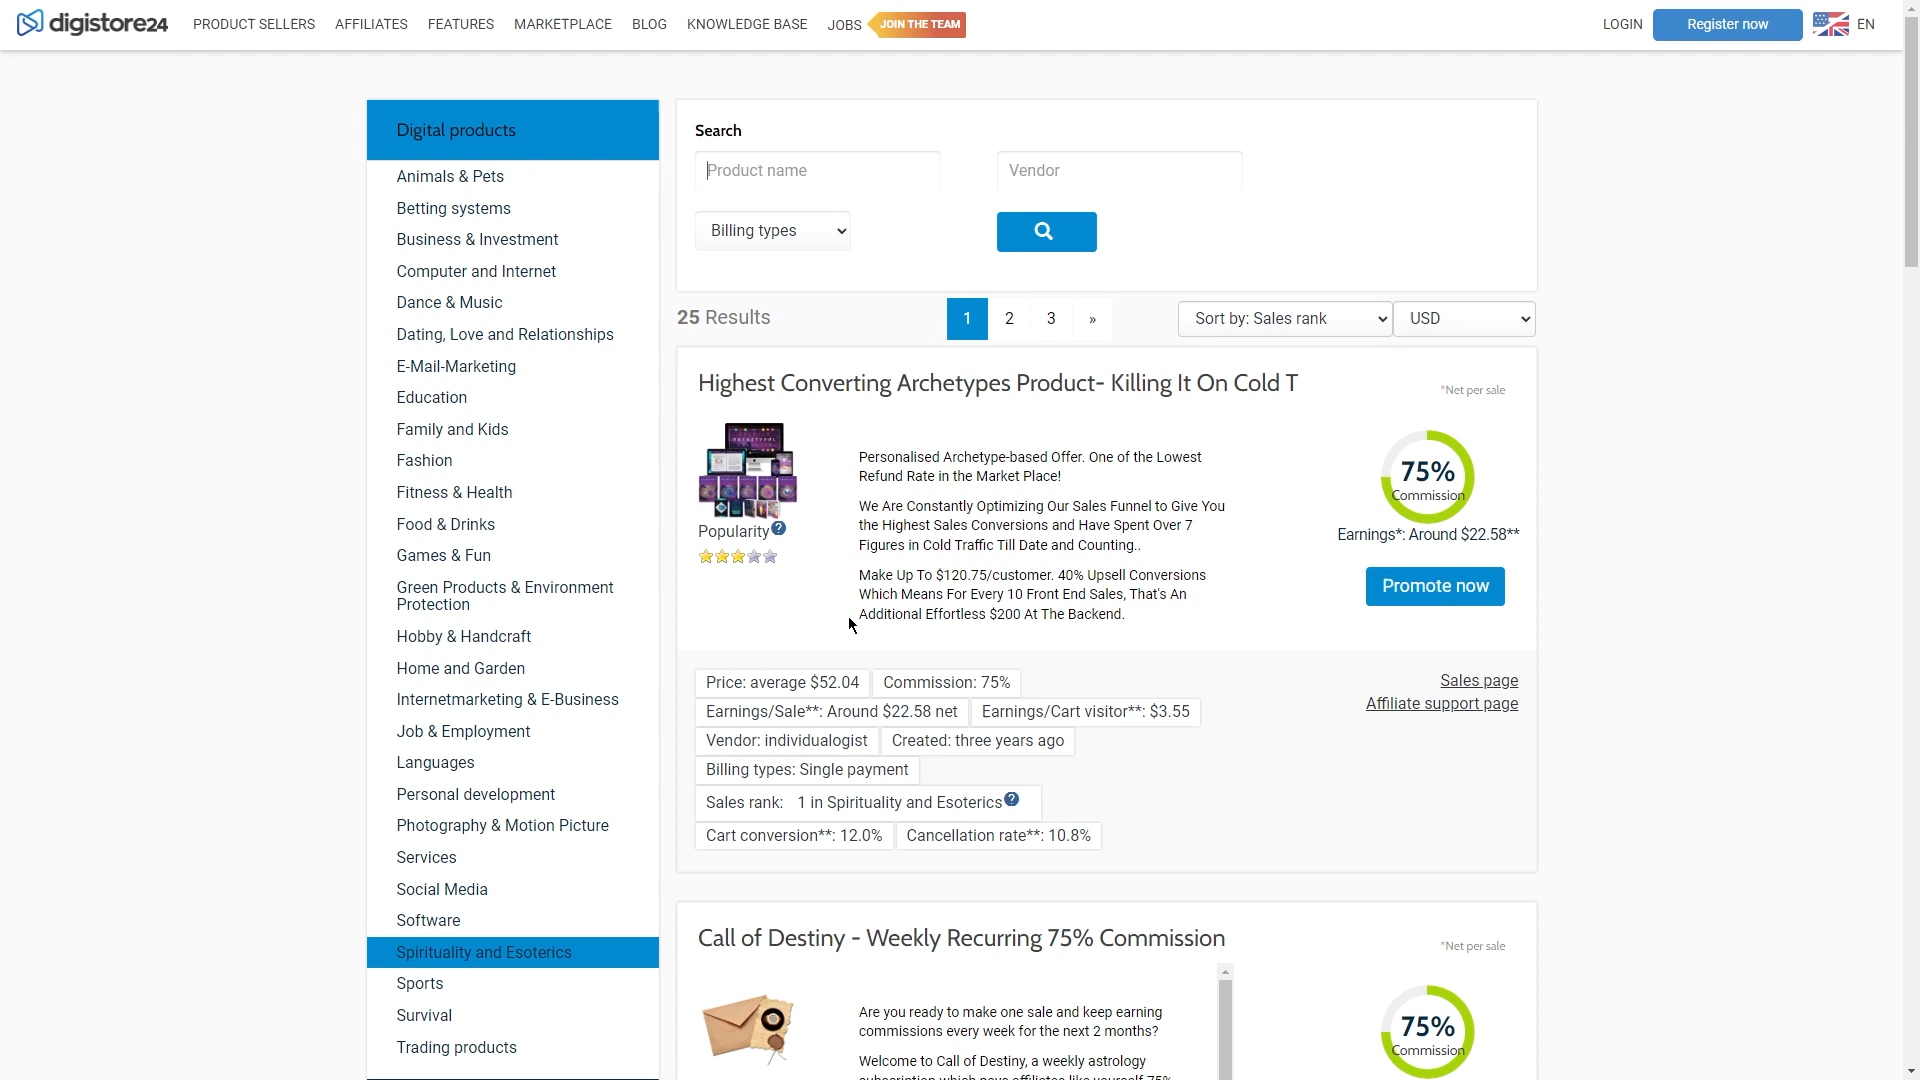 digistore24
PRODUCT SELLERS
AFFILIATES
FEATURES
MARKETPLACE
BLOG
KNOWLEDGE BASE
JOBS
JOIN THE TEAM
LOGIN
Register now
EN
Digital products
Animals & Pets
Betting systems
Business & Investment
Computer and Internet
Dance & Music
Dating, Love and Relationships
E-Mail-Marketing
Education
Family and Kids
Fashion
Fitness & Health
Food & Drinks
Games & Fun
Green Products & Environment
Protection
Hobby & Handcraft
Home and Garden
Internetmarketing & E-Business
Job & Employment
Languages
Personal development
Photography & Motion Picture
Services
Social Media
Software
Spirituality and Esoterics
Sports
Survival
Trading products
Search
Product name
Vendor
Billing types
25 Results
1
2
3
»
Sort by: Sales rank
USD
Highest Converting Archetypes Product- Killing It On Cold T
*Net per sale
Personalised Archetype-based Offer. One of the Lowest
Refund Rate in the Market Place!
We Are Constantly Optimizing Our Sales Funnel to Give You
the Highest Sales Conversions and Have Spent Over 7
Figures in Cold Traffic Till Date and Counting..
Make Up To $120.75/customer. 40% Upsell Conversions
Which Means For Every 10 Front End Sales, That's An
Additional Effortless $200 At The Backend.
Popularity
75%
Commission
Earnings*: Around $22.58**
Promote now
Price: average $52.04
Commission: 75%
Earnings/Sale**: Around $22.58 net
Earnings/Cart visitor**: $3.55
Vendor: individualogist
Created: three years ago
Billing types: Single payment
Sales rank: 1 in Spirituality and Esoterics
Cart conversion**: 12.0%
Cancellation rate**: 10.8%
Sales page
Affiliate support page
Call of Destiny - Weekly Recurring 75% Commission
*Net per sale
Are you ready to make one sale and keep earning
commissions every week for the next 2 months?
Welcome to Call of Destiny, a weekly astrology
subscription which pays affiliates like yourself 75%
75%
Commission